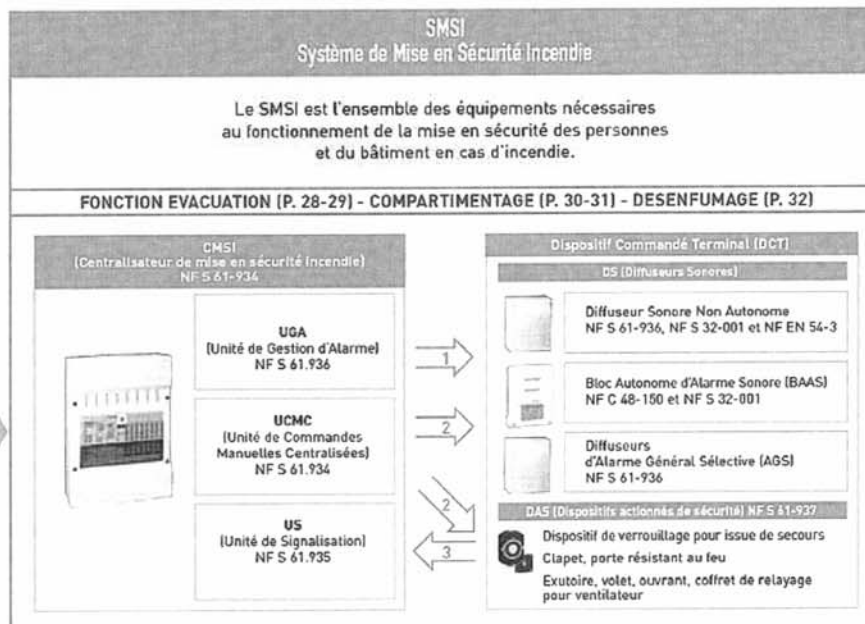 SMSI
Système de Mise en Sécurité Incendie
Le SMSI est l'ensemble des équipements nécessaires
au fonctionnement de la mise en sécurité des personnes
et du bâtiment en cas d'incendie.
FONCTION EVACUATION (P. 28-29) - COMPARTIMENTAGE (P. 30-31) - DESENFUMAGE (P. 32)
CMSI
(Centralisateur de mise en sécurité incendie)
NF S 61-934
UGA
(Unité de Gestion d'Alarme)
NF S 61.936
UCMC
(Unité de Commandes
Manuelles Centralisées)
NF S 61.934
US
(Unité de Signalisation)
NF S 61.935
1
2
2
3
Dispositif Commandé Terminal (DCT)
DS (Diffuseurs Sonores)
Diffuseur Sonore Non Autonome
NF S 61-936, NF S 32-001 et NF EN 54-3
Bloc Autonome d'Alarme Sonore (BAAS)
NF C 48-150 et NF S 32-001
Diffuseurs
d'Alarme Général Sélective (AGS)
NF S 61-936
DAS (Dispositifs actionnés de sécurité) NF S 61-937
Dispositif de verrouillage pour issue de secours
Clapet, porte résistant au feu
Exutoire, volet, ouvrant, coffret de relayage
pour ventilateur